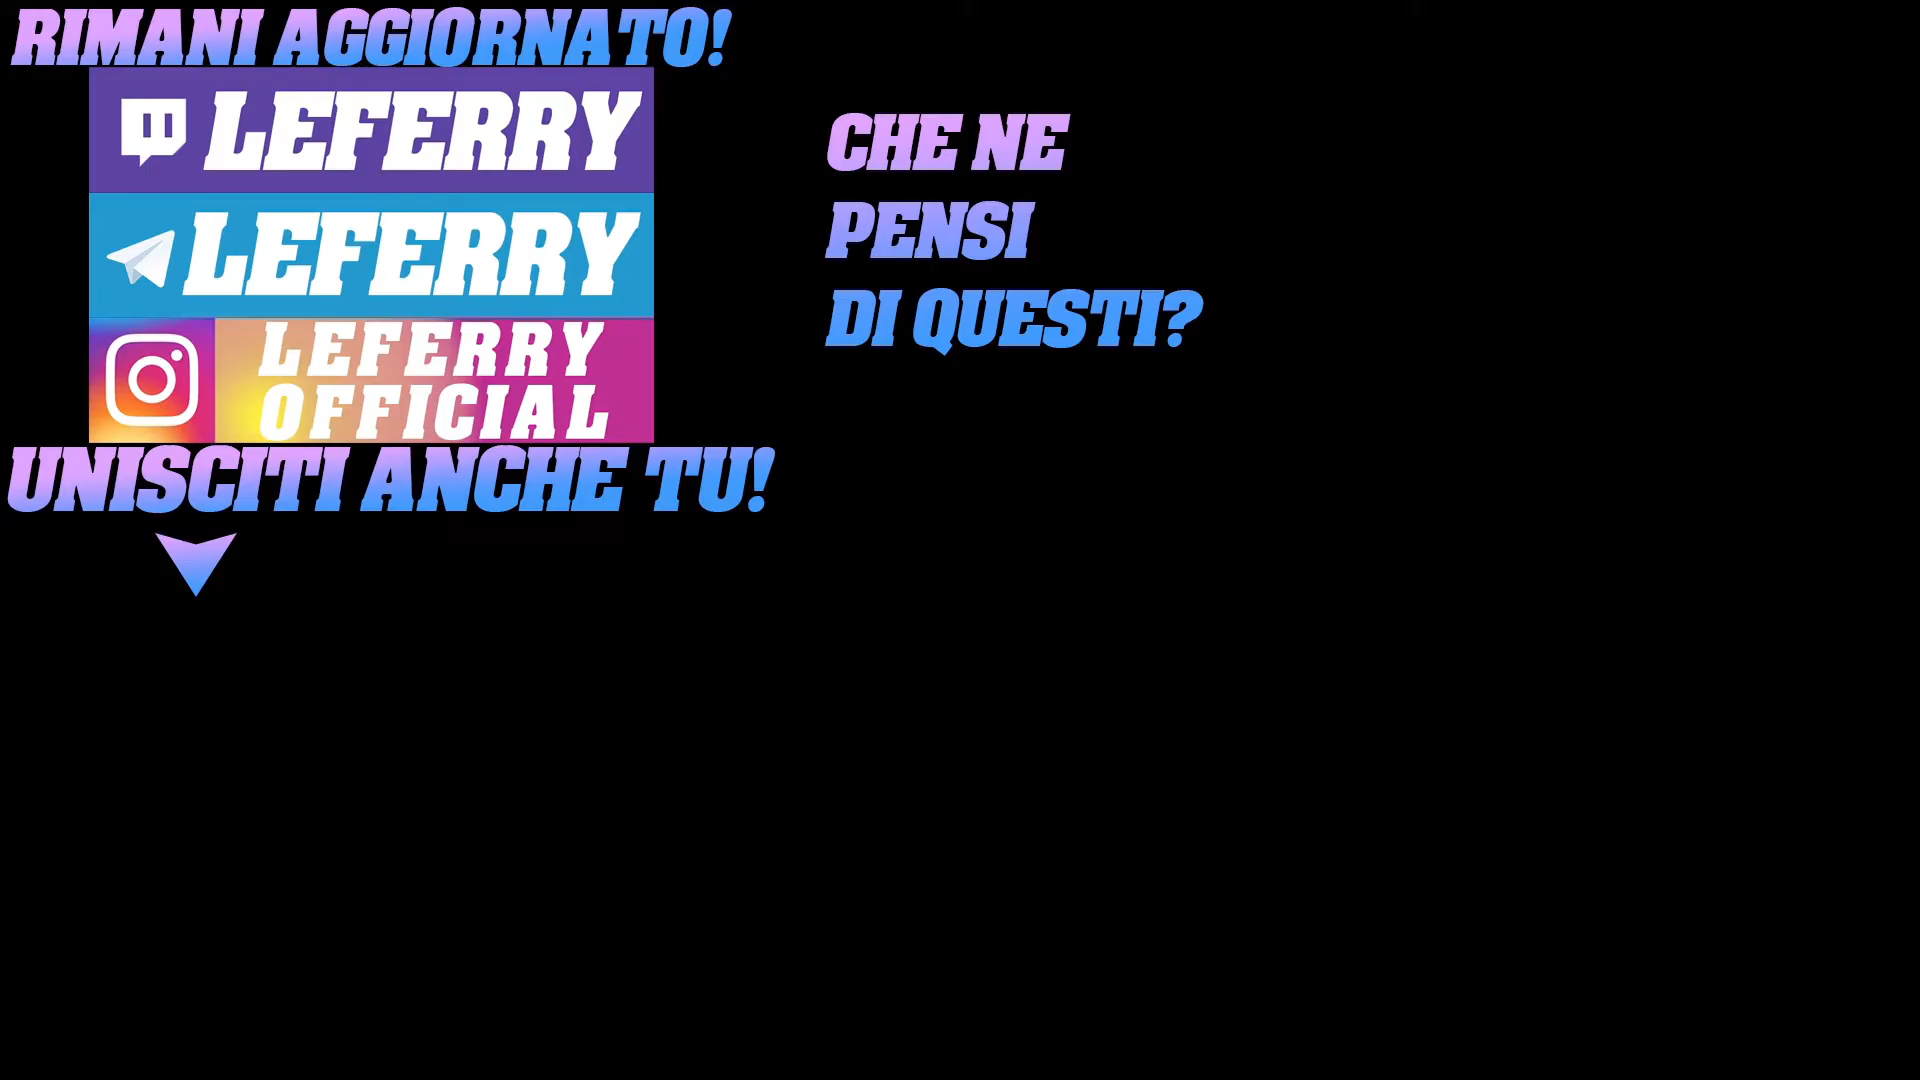 RIMANI AGGIORNATO!
LEFERRY
LEFERRY
LEFERRY
OFFICIAL
UNISCITI ANCHE TU!
CHE NE
PENSI
DI QUESTI?